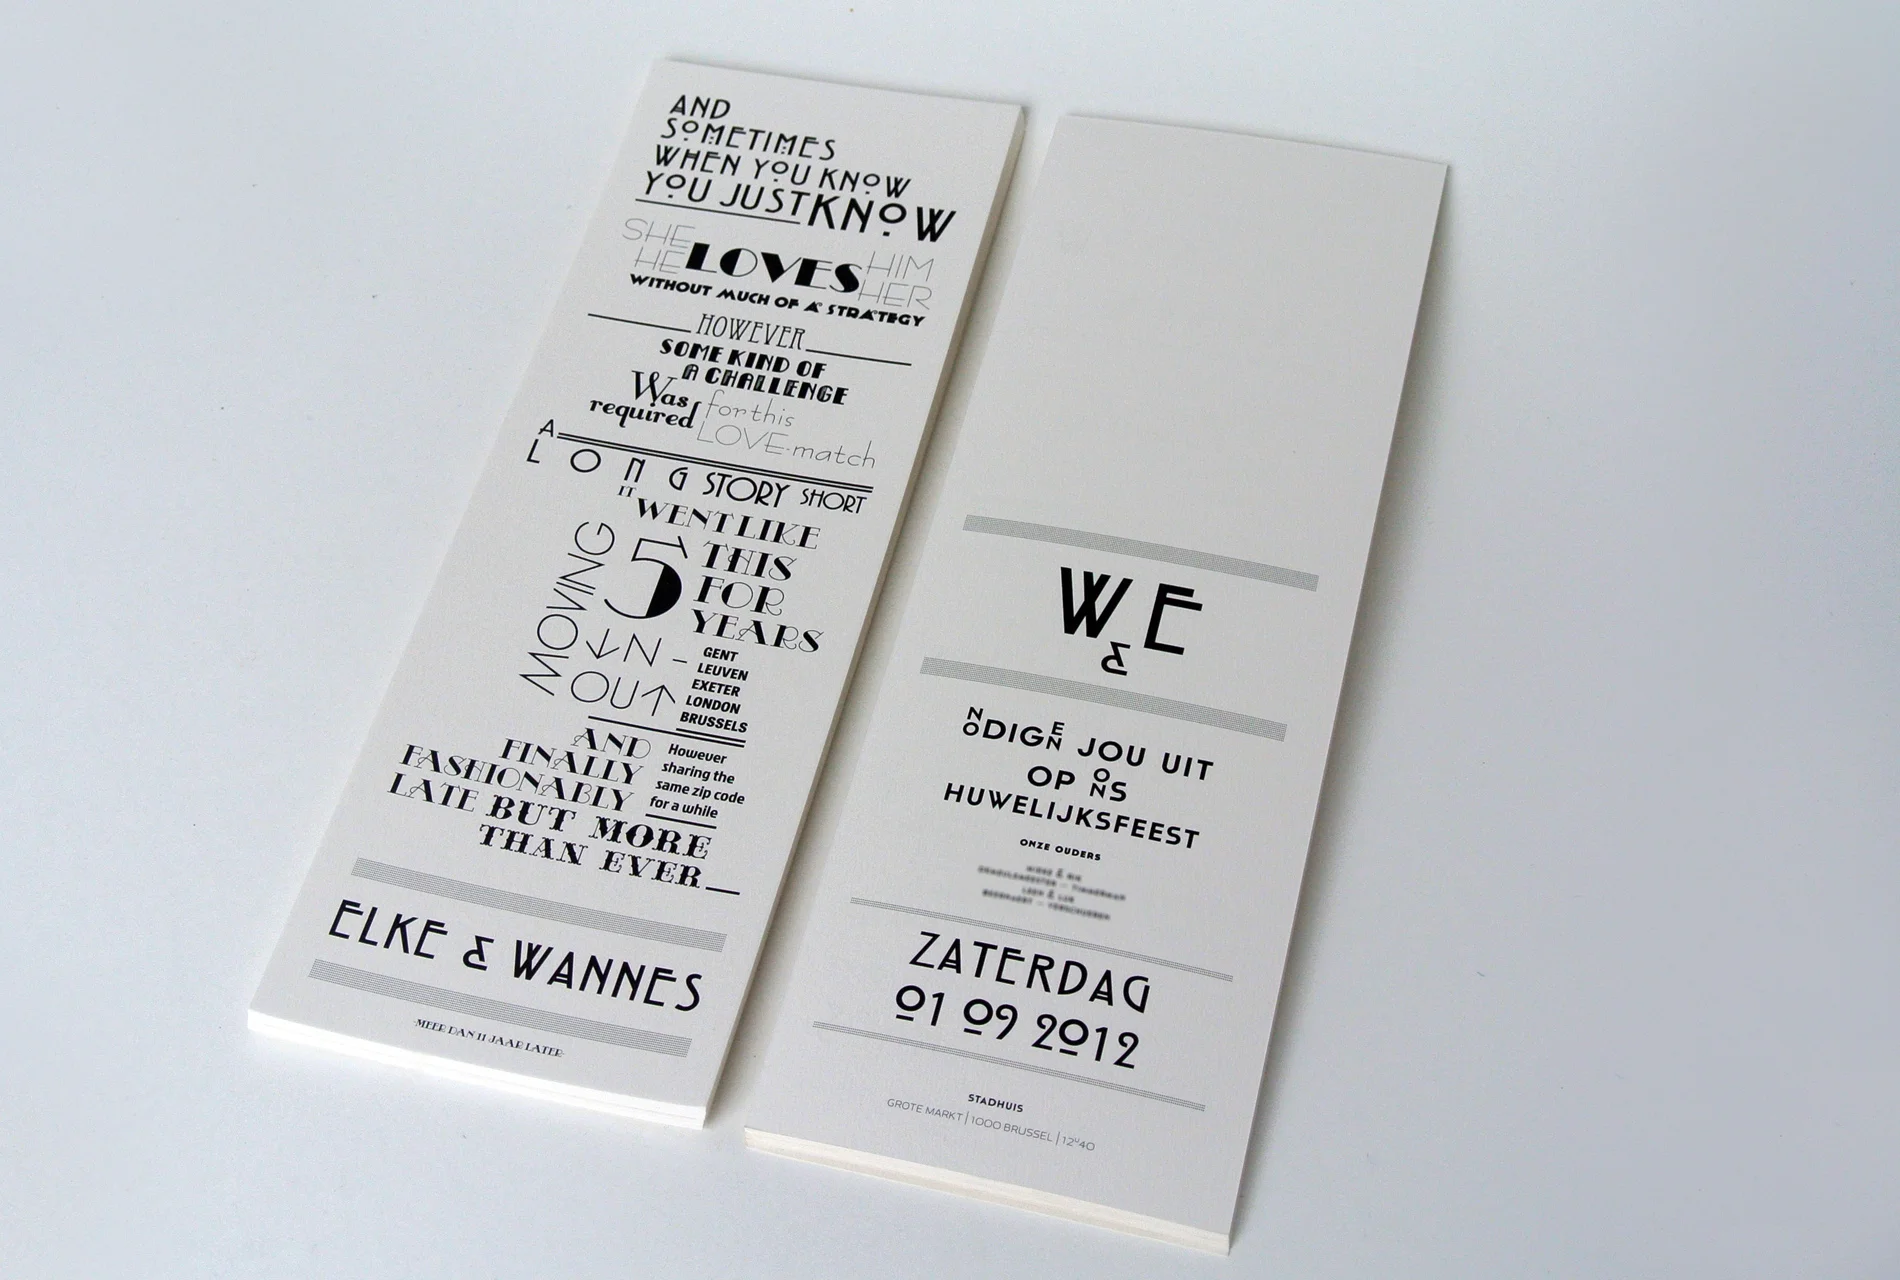 AND
SOMETIMES
WHEN YOU KNOW
YOU JUST KNOW
SHE
HE LOVES HIM
HER
WITHOUT MUCH OF A STRATEGY
HOWEVER
SOME KIND OF
A CHALLENGE
Was
required
for this
LOVE-match
A
LONG STORY SHORT
IT WENT LIKE
THIS
FOR
5 YEARS
MOVING
IN -
OUT
GENT
LEUVEN
EXETER
LONDON
BRUSSELS
AND
FINALLY
FASHIONABLY
LATE BUT MORE
THAN EVER
However
sharing the
same zip code
for a while
ELKE & WANNES
MEER DAN 11 JAAR LATER
W & E
NODIGEN JOU UIT
OP ONS
HUWELIJKSFEEST
ONZE OUDERS
ZATERDAG
01 09 2012
STADHUIS
GROTE MARKT | 1000 BRUSSEL | 12U40